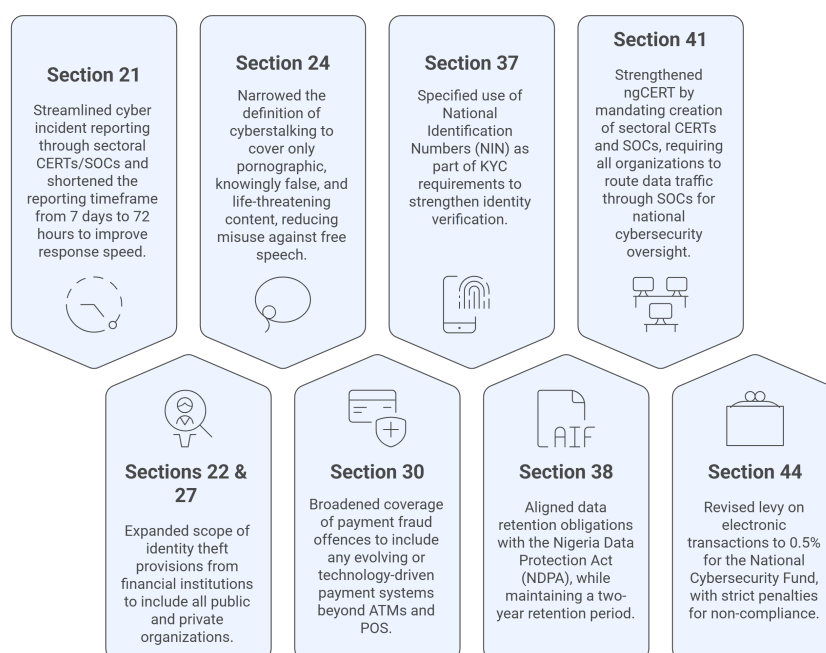 Section 21
Streamlined cyber
incident reporting
through sectoral
CERTs/SOCs and
shortened the
reporting timeframe
from 7 days to 72
hours to improve
response speed.
Section 24
Narrowed the
definition of
cyberstalking to
cover only
pornographic,
knowingly false, and
life-threatening
content, reducing
misuse against free
speech.
Section 37
Specified use of
National
Identification
Numbers (NIN) as
part of KYC
requirements to
strengthen identity
verification.
Section 41
Strengthened
ngCERT by
mandating creation
of sectoral CERTs
and SOCs, requiring
all organizations to
route data traffic
through SOCs for
national
cybersecurity
oversight.
Sections 22 &
27
Expanded scope of
identity theft
provisions from
financial institutions
to include all public
and private
organizations.
Section 30
Broadened coverage
of payment fraud
offences to include
any evolving or
technology-driven
payment systems
beyond ATMs and
POS.
AIF
Section 38
Aligned data
retention obligations
with the Nigeria Data
Protection Act
(NDPA), while
maintaining a two-
year retention period.
Section 44
Revised levy on
electronic
transactions to 0.5%
for the National
Cybersecurity Fund,
with strict penalties
for non-compliance.